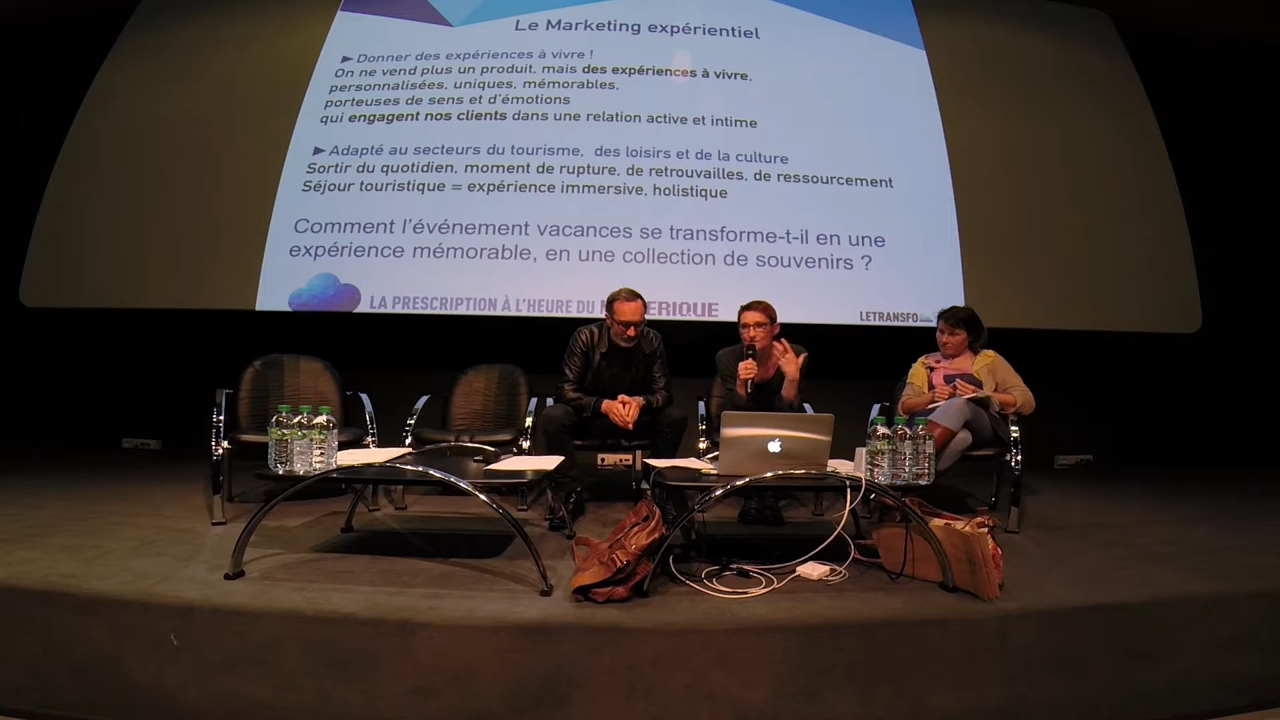 Le Marketing expérientiel
►Donner des expériences à vivre !
On ne vend plus un produit, mais des expériences à vivre,
personnalisées, uniques, mémorables,
porteuses de sens et d'émotions
qui engagent nos clients dans une relation active et intime
►Adapté au secteurs du tourisme, des loisirs et de la culture
Sortir du quotidien, moment de rupture, de retrouvailles, de ressourcement
Séjour touristique = expérience immersive, holistique
Comment l'événement vacances se transforme-t-il en une
expérience mémorable, en une collection de souvenirs ?
LA PRESCRIPTION À L'HEURE DU N ERIQUE
LETRANSFO